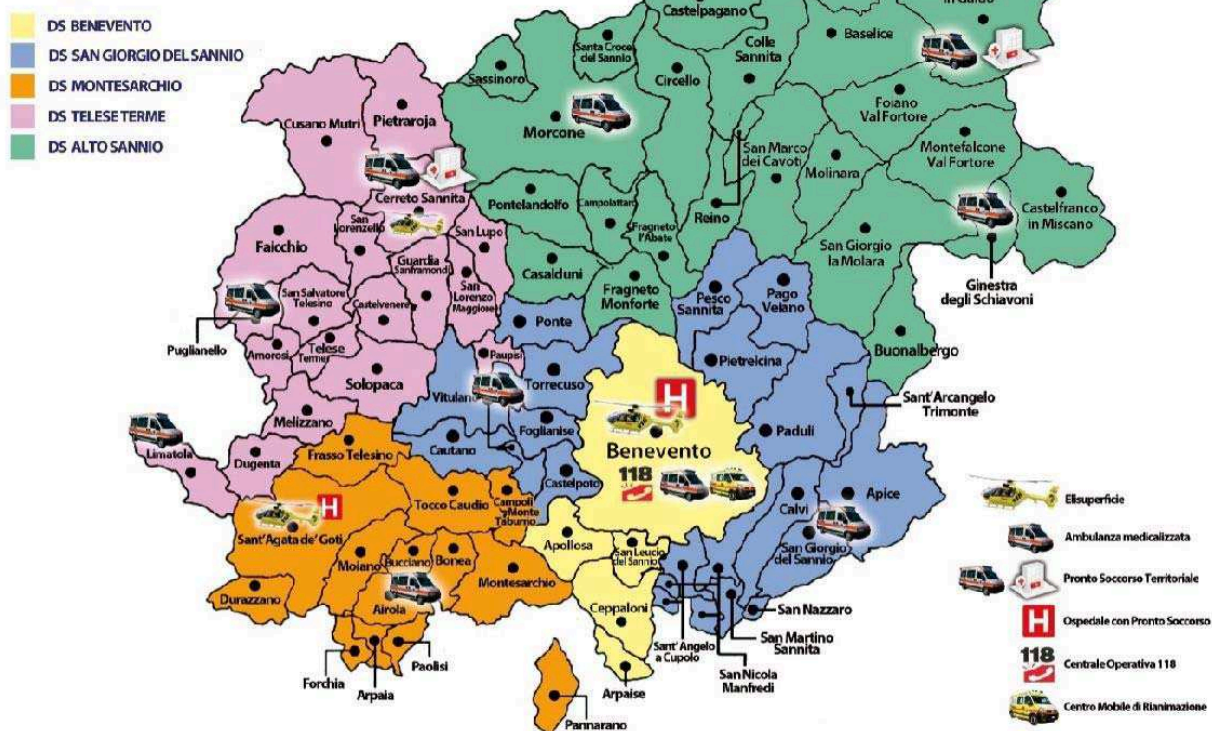 DS BENEVENTO
DS SAN GIORGIO DEL SANNIO
DS MONTESARCHIO
DS TELESE TERME
DS ALTO SANNIO
Castelpagano
Baselice
Colle
Sannita
Santa Croce
del Sannio
Sassinoro
Circello
Morcone
Foiano
Val Fortore
Montefalcone
Val Fortore
San Marco
dei Cavoti
Molinara
Castelfranco
in Miscano
Cusano Mutri
Pietraroja
Cerreto Sannita
Pontelandolfo
Campolattaro
Fragneto
l'Abate
Reino
San Giorgio
la Molara
Ginestra
degli Schiavoni
Faicchio
San
Lorenzello
San Lupo
Guardia
Sanframondi
Casalduni
Fragneto
Monforte
San Salvatore
Telesino
Castelvenere
San
Lorenzo
Maggiore
Pesco
Sannita
Pago
Veiano
Buonalbergo
Puglianello
Amorosi
Telese
Terme
Ponte
Pietrelcina
Solopaca
Paupisi
Torrecuso
Vitulano
Sant'Arcangelo
Trimonte
Melizzano
Foglianise
Paduli
Limatola
Dugenta
Frasso Telesino
Cautano
H
Benevento
118
Castelpoto
Tocco Caudio
Campoli
Monte
Taburno
Apice
Calvi
H
Sant'Agata de' Goti
Apollosa
San Leucio
del Sannio
San Giorgio
del Sannio
Moiano
Bucciano
Bonea
Montesarchio
Durazzano
Airola
Ceppaloni
San Nazzaro
San Martino
Sannita
Sant' Angelo
a Cupolo
San Nicola
Manfredi
Forchia
Arpaia
Paolisi
Arpaise
Pannarano
Elisuperficie
Ambulanza medicalizzata
Pronto Soccorso Territoriale
H
Ospedale con Pronto Soccorso
118
Centrale Operativa 118
Centro Mobile di Rianimazione